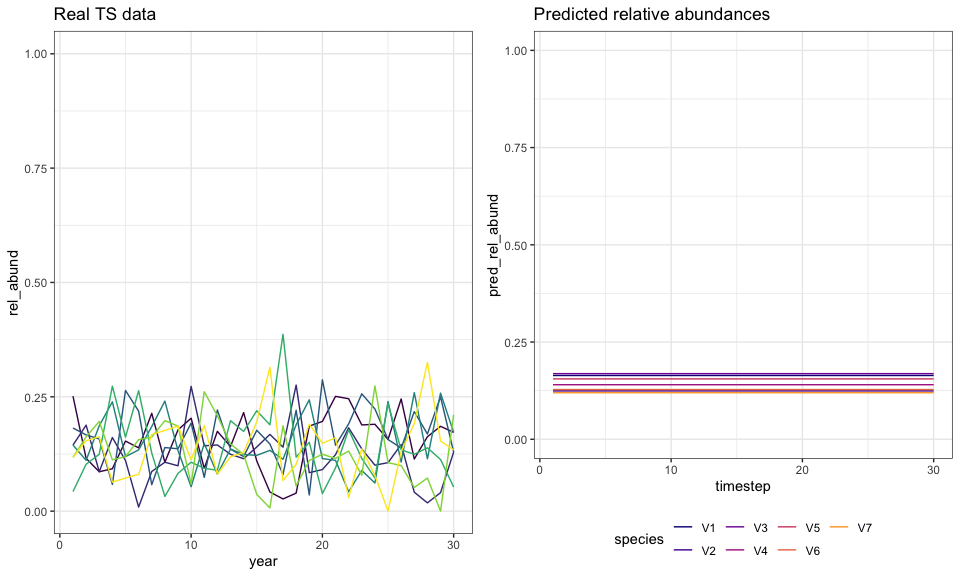 Real TS data
rel_abund
1.00
0.75
0.50
0.25
0.00
0 10 20 30
year
Predicted relative abundances
pred_rel_abund
1.00
0.75
0.50
0.25
0.00
0 10 20 30
timestep
species
V1 V3 V5 V7
V2 V4 V6